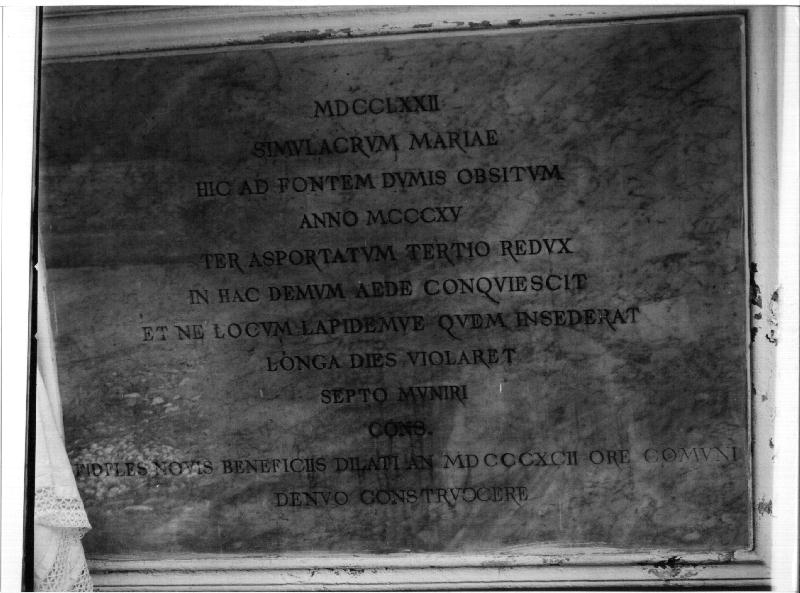 MDCCLXXII
SIMVLACRVM MARIAE
HIC AD FONTEM DVMIS OBSITVM
ANNO MCCCXV
TER ASPORTATVM TERTIO REDVX
IN HAC DEMVM AEDE CONQVIESCIT
ET NE LOCVM LAPIDEMVE QVEM INSEDERAT
LONGA DIES VIOLARET
SEPTO MVNIRI
CONS.
NOVIS BENEFICIIS DILATI AN MDCCCXCII ORE COMVNI
DENVO